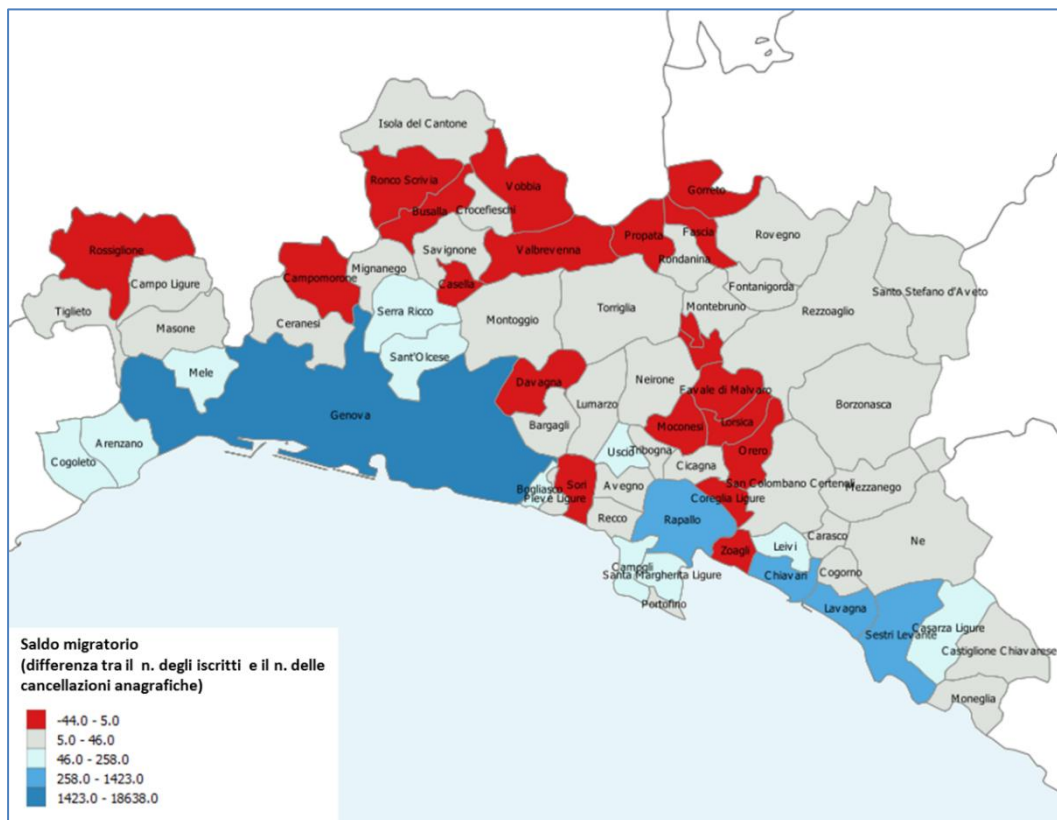 Isola del Cantone
Ronco Scrivia
Vobbia
Busalla
Crocefieschi
Gorreto
Rossiglione
Propata
Fascia
Rovegno
Savignone
Valbrevenna
Rondanina
Campomorone
Mignanego
Casella
Campo Ligure
Fontanigorda
Santo Stefano d'Aveto
Tiglieto
Serra Ricco
Montoggio
Torriglia
Montebruno
Rezzoaglio
Masone
Ceranesi
Sant'Olcese
Mele
Davagna
Neirone
Favale di Malvaro
Genova
Lumarzo
Borzonasca
Bargagli
Moconesi
Lorsica
Arenzano
Uscio
Tribogna
Orero
Cogoleto
Cicagna
Bogliasco
Sori
Avegno
San Colombano Certenoli
Mezzanego
Pieve Ligure
Coreglia Ligure
Recco
Rapallo
Carasco
Ne
Zoagli
Leivi
Camogli
Santa Margherita Ligure
Chiavari
Cogorno
Portofino
Lavagna
Sestri Levante
Casarza Ligure
Castiglione Chiavarese
Moneglia
Saldo migratorio
(differenza tra il n. degli iscritti e il n. delle
cancellazioni anagrafiche)
-44.0 - 5.0
5.0 - 46.0
46.0 - 258.0
258.0 - 1423.0
1423.0 - 18638.0